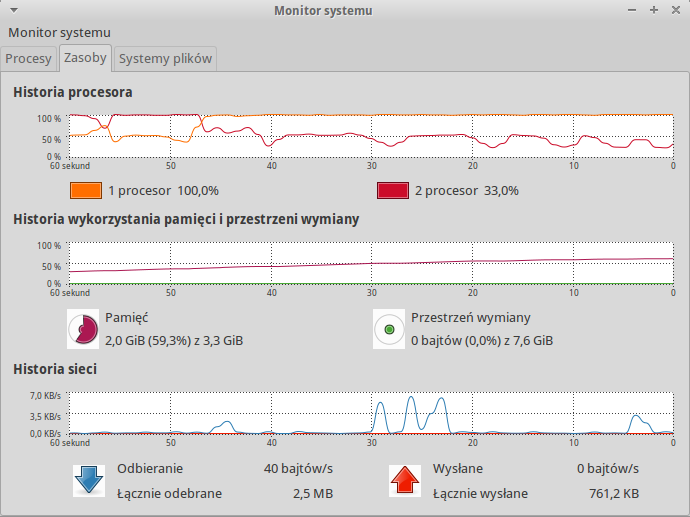 Monitor systemu
Monitor systemu
Procesy Zasoby Systemy plików
Historia procesora
100 %
50 %
0 %
60 sekund 50 40 30 20 10 0
1 procesor 100,0% 2 procesor 33,0%
Historia wykorzystania pamięci i przestrzeni wymiany
100 %
50 %
0 %
60 sekund 50 40 30 20 10 0
Pamięć Przestrzeń wymiany
2,0 GiB (59,3%) z 3,3 GiB 0 bajtów (0,0%) z 7,6 GiB
Historia sieci
7,0 KB/s
3,5 KB/s
0,0 KB/s
60 sekund 50 40 30 20 10 0
Odbieranie 40 bajtów/s Wysłane 0 bajtów/s
Łącznie odebrane 2,5 MB Łącznie wysłane 761,2 KB